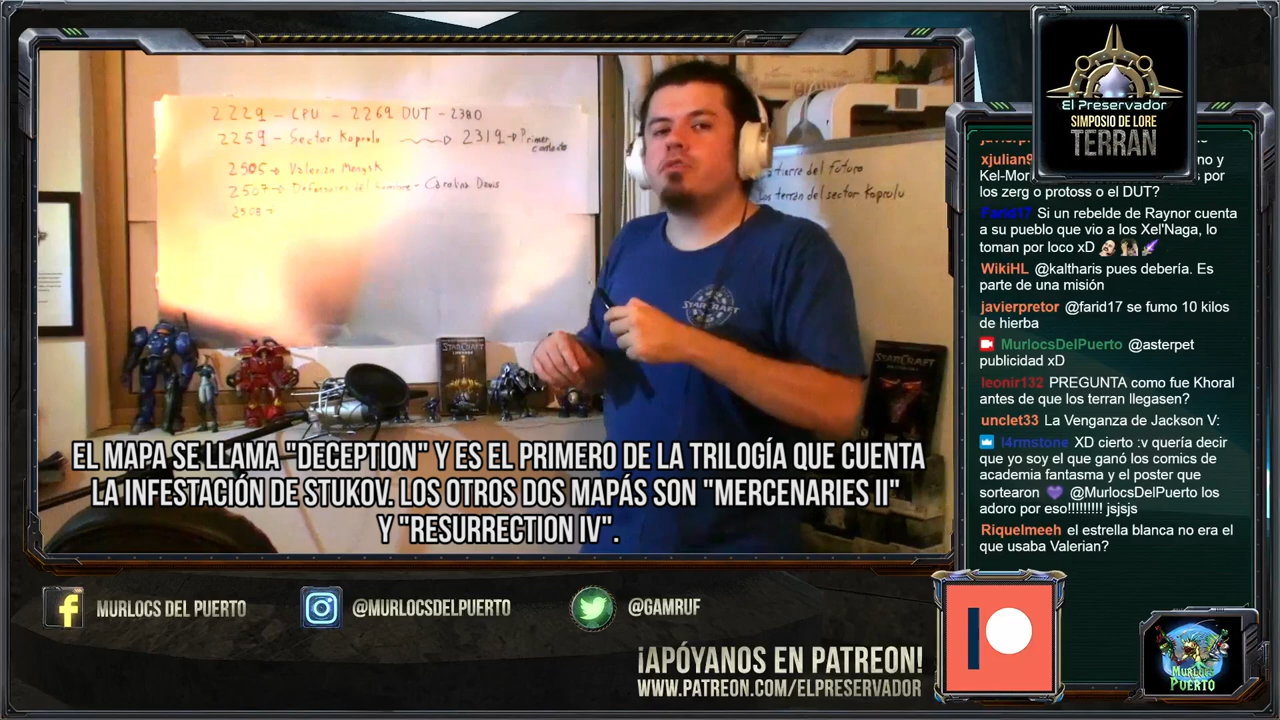 2229 - CPU - 2269 DUT - 2380
2259 - Sector Koprulo 2319 Primer contacto
2505 Valerian Mengsk
2507 Defensores del hombre - Carolina Davis
2508
tierra del futuro
Los terran del sector Koprulu
STARCRAFT
STARCRAFT
STARCRAFT
EL MAPA SE LLAMA "DECEPTION" Y ES EL PRIMERO DE LA TRILOGÍA QUE CUENTA
LA INFESTACIÓN DE STUKOV. LOS OTROS DOS MAPÁS SON "MERCENARIES II"
Y "RESURRECTION IV".
MURLOCS DEL PUERTO
@MURLOCSDELPUERTO
@GAMRUF
¡APÓYANOS EN PATREON!
WWW.PATREON.COM/ELPRESERVADOR
El Preservador
SIMPOSIO DE LORE
TERRAN
xjulian9
no y
Kel-Mor
s por
los zerg o protoss o el DUT?
Farid17 Si un rebelde de Raynor cuenta
a su pueblo que vio a los Xel'Naga, lo
toman por loco xD
WikiHL @kaltharis pues debería. Es
parte de una misión
javierpretor @farid17 se fumo 10 kilos
de hierba
MurlocsDelPuerto @asterpet
publicidad xD
leonir132 PREGUNTA como fue Khoral
antes de que los terran llegasen?
unclet33 La Venganza de Jackson V:
l4rmstone XD cierto :v quería decir
que yo soy el que ganó los comics de
academia fantasma y el poster que
sortearon @MurlocsDelPuerto los
adoro por eso!!!!!!!!! jsjsjs
Riquelmeeh el estrella blanca no era el
que usaba Valerian?
MURLOCS
PUERTO